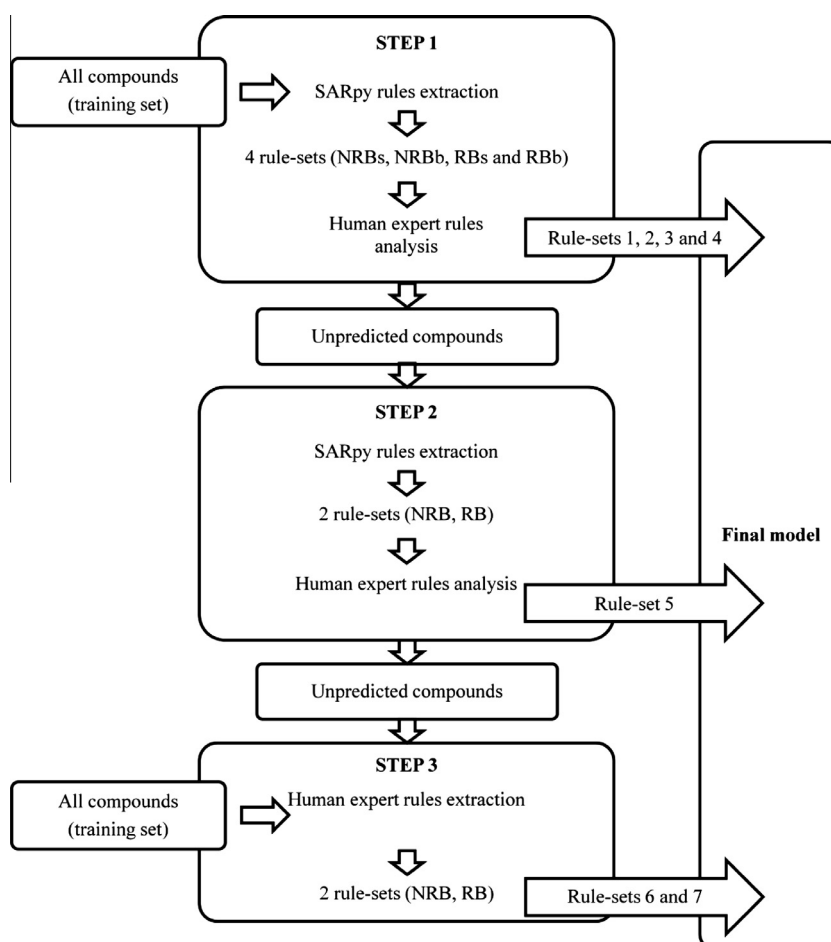 STEP 1
All compounds
(training set)
SARpy rules extraction
4 rule-sets (NRBs, NRBb, RBs and RBb)
Human expert rules
analysis
Rule-sets 1, 2, 3 and 4
Unpredicted compounds
STEP 2
SARpy rules extraction
2 rule-sets (NRB, RB)
Human expert rules analysis
Final model
Rule-set 5
Unpredicted compounds
STEP 3
All compounds
(training set)
Human expert rules extraction
2 rule-sets (NRB, RB)
Rule-sets 6 and 7